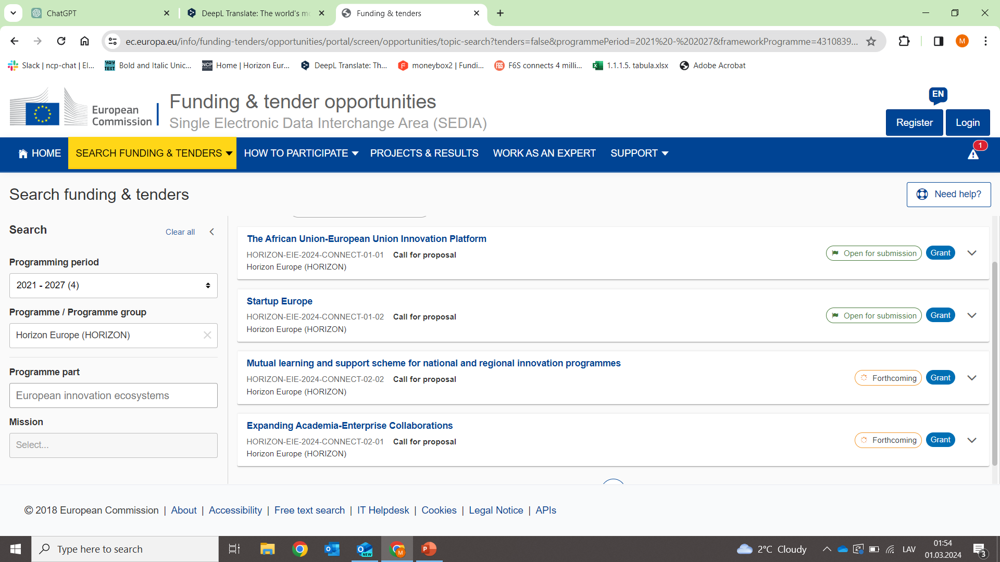 ChatGPT
DeepL Translate: The world's mo
Funding & tenders
ec.europa.eu/info/funding-tenders/opportunities/portal/screen/opportunities/topic-search?tenders=false&programmePeriod=2021%20-%202027&frameworkProgramme=4310839...
M
Slack | ncp-chat | El...
YAY TEXT
Bold and Italic Unic...
NCP PORTAL
Home | Horizon Eur...
DeepL Translate: Th...
moneybox2 | Fundi...
F6S
F6S connects 4 milli...
1.1.1.5. tabula.xlsx
Adobe Acrobat
European
Commission
Funding & tender opportunities
Single Electronic Data Interchange Area (SEDIA)
EN
Register
Login
HOME
SEARCH FUNDING & TENDERS
HOW TO PARTICIPATE
PROJECTS & RESULTS
WORK AS AN EXPERT
SUPPORT
1
Search funding & tenders
Need help?
Search
Clear all
Programming period
2021 - 2027 (4)
Programme / Programme group
Horizon Europe (HORIZON)
Programme part
European innovation ecosystems
Mission
Select...
The African Union-European Union Innovation Platform
HORIZON-EIE-2024-CONNECT-01-01 Call for proposal
Horizon Europe (HORIZON)
Open for submission
Grant
Startup Europe
HORIZON-EIE-2024-CONNECT-01-02 Call for proposal
Horizon Europe (HORIZON)
Open for submission
Grant
Mutual learning and support scheme for national and regional innovation programmes
HORIZON-EIE-2024-CONNECT-02-02 Call for proposal
Horizon Europe (HORIZON)
Forthcoming
Grant
Expanding Academia-Enterprise Collaborations
HORIZON-EIE-2024-CONNECT-02-01 Call for proposal
Horizon Europe (HORIZON)
Forthcoming
Grant
© 2018 European Commission | About | Accessibility | Free text search | IT Helpdesk | Cookies | Legal Notice | APIs
Type here to search
NEW
M
2°C Cloudy
LAV
01:54
01.03.2024
3